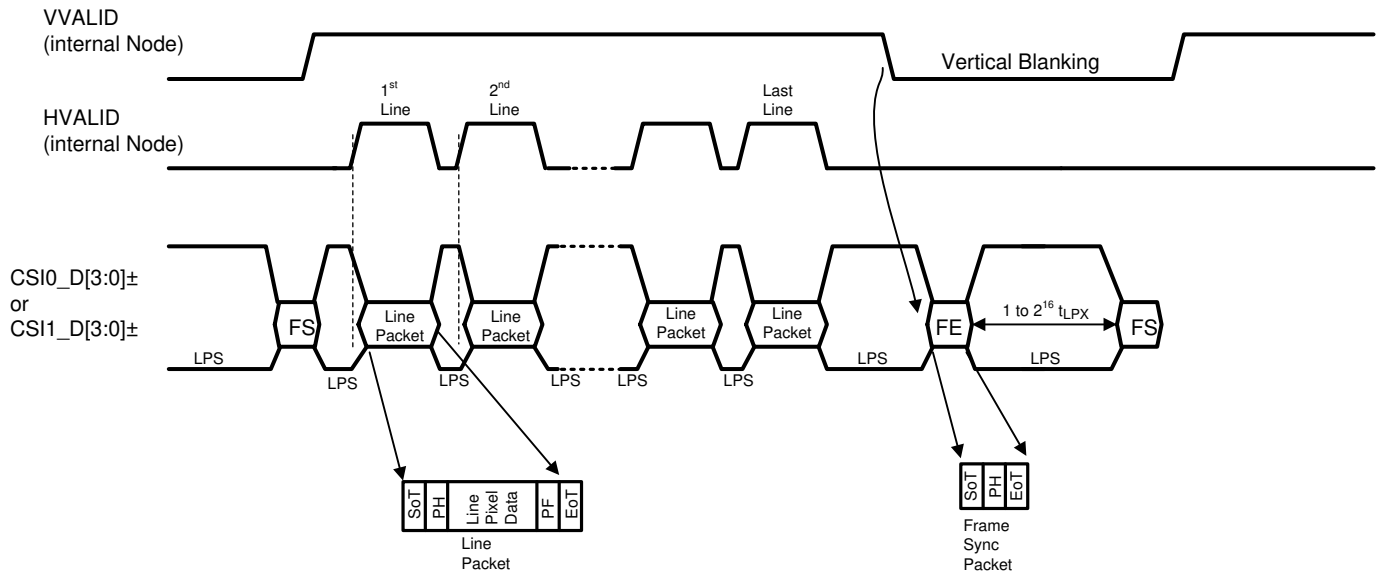 VVALID
(internal Node)
Vertical Blanking
1st
Line
2nd
Line
Last
Line
HVALID
(internal Node)
CSI0_D[3:0]±
or
CSI1_D[3:0]±
FS
Line
Packet
Line
Packet
Line
Packet
Line
Packet
FE
1 to 2^16 tLPX
FS
LPS
LPS
LPS
LPS
LPS
LPS
LPS
LPS
SoT
PH
Line
Pixel
Data
PF
EoT
Line
Packet
SoT
PH
EoT
Frame
Sync
Packet